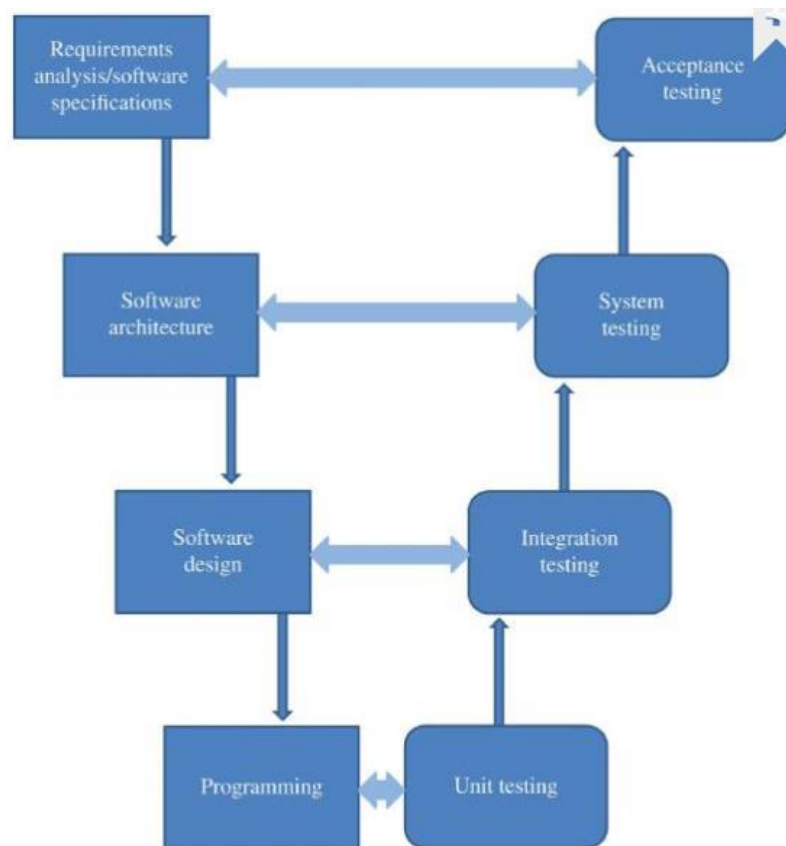 Requirements
analysis/software
specifications
Acceptance
testing
Software
architecture
System
testing
Software
design
Integration
testing
Programming
Unit testing